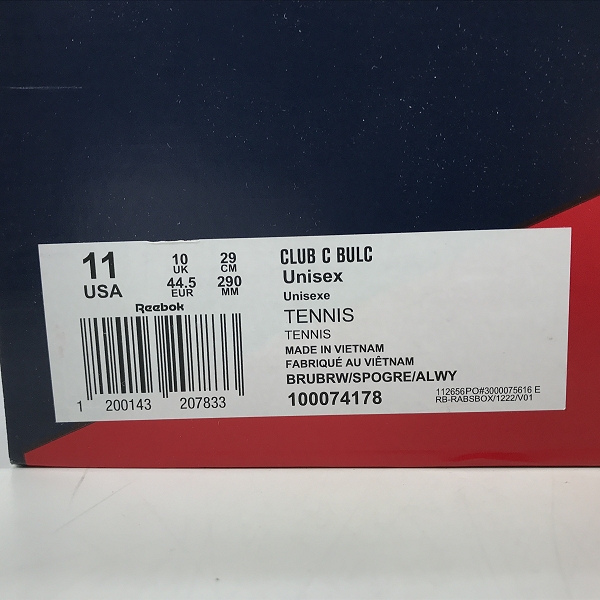 11
USA
10
UK
44.5
EUR
29
CM
290
MM
Reebok
1 200143 207833
CLUB C BULC
Unisex
Unisexe
TENNIS
TENNIS
MADE IN VIETNAM
FABRIQUÉ AU VIÊTNAM
BRUBRW/SPOGRE/ALWY
100074178
112656PO#3000075616 E
RB-RABSBOX/1222/V01